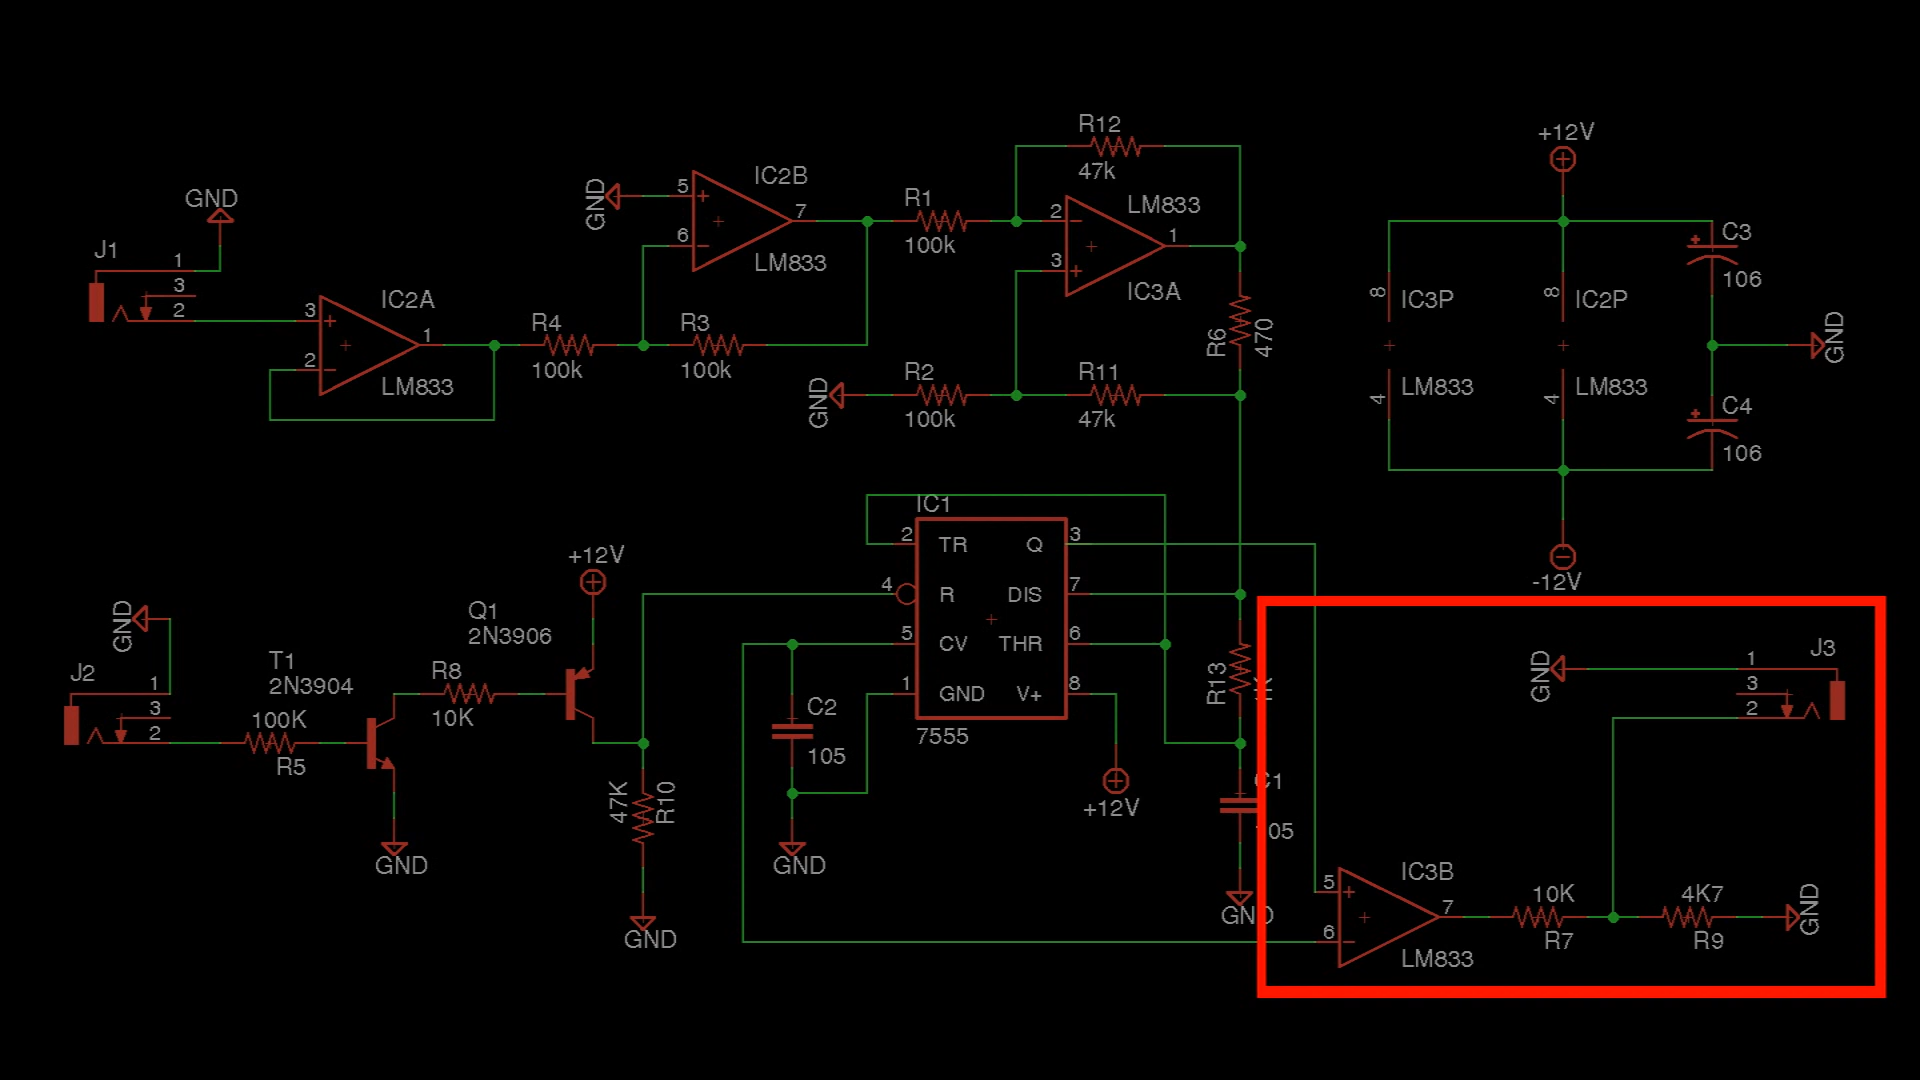 R12
47k
+12V
GND
J1
1
3
2
IC2A
3
2
1
LM833
R4
100k
R3
100k
GND
IC2B
5
6
7
LM833
R1
100k
LM833
2
3
1
IC3A
R6
470
GND
R2
100k
R11
47k
8
IC3P
4
LM833
8
IC2P
4
LM833
C3
106
GND
C4
106
-12V
GND
J2
1
3
2
T1
2N3904
100K
R5
GND
R8
10K
Q1
2N3906
+12V
47K
R10
GND
IC1
2
TR
Q
3
4
R
DIS
7
5
CV
THR
6
1
GND
V+
8
7555
C2
105
GND
+12V
R13
C1
05
GND
GND
J3
1
3
2
IC3B
5
6
7
LM833
10K
R7
4K7
R9
GND